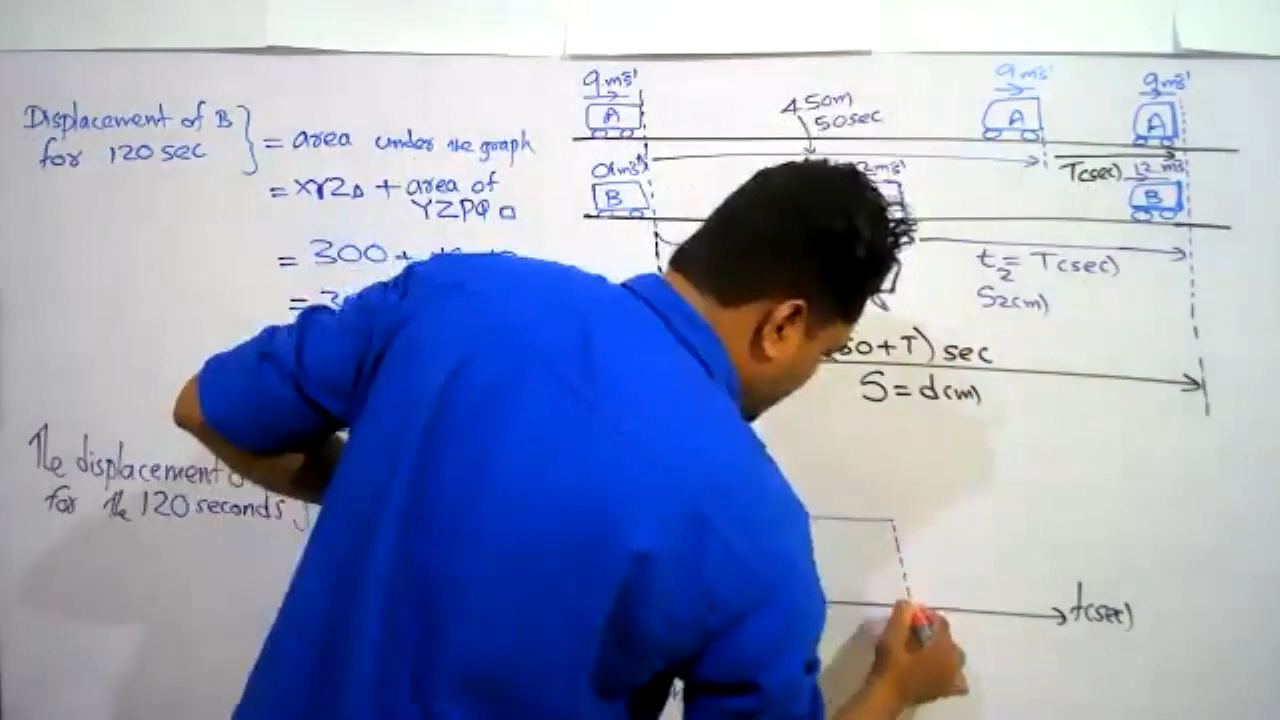 Displacement of B
for 120 sec
= area under the graph
= XYZ△ + area of
YZPQ □
= 300 +
The displacement
for the 120 seconds
9ms⁻¹
A
9ms⁻¹
A
9ms⁻¹
A
450m
50sec
T(sec)
0ms⁻¹
B
2ms⁻¹
12ms⁻¹
B
t₂ = T(sec)
S₂(m)
+T) sec
S = d(m)
t(sec)